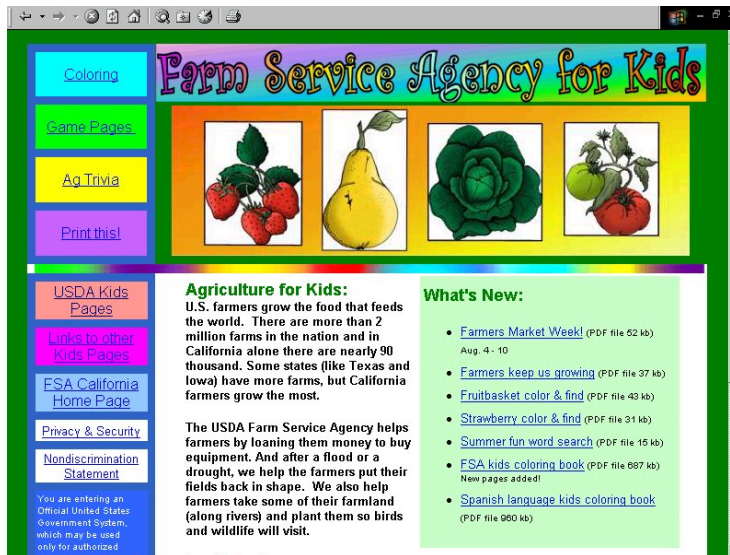 Farm Service Agency for Kids
Coloring
Game Pages
Ag Trivia
Print this!
USDA Kids
Pages
Links to other
Kids Pages
FSA California
Home Page
Privacy & Security
Nondiscrimination
Statement
You are entering an
Official United States
Government System,
which may be used
only for authorized
Agriculture for Kids:
U.S. farmers grow the food that feeds
the world. There are more than 2
million farms in the nation and in
California alone there are nearly 90
thousand. Some states (like Texas and
Iowa) have more farms, but California
farmers grow the most.
The USDA Farm Service Agency helps
farmers by loaning them money to buy
equipment. And after a flood or a
drought, we help the farmers put their
fields back in shape. We also help
farmers take some of their farmland
(along rivers) and plant them so birds
and wildlife will visit.
What's New:
Farmers Market Week! (PDF file 52 kb)
Aug. 4 - 10
Farmers keep us growing (PDF file 37 kb)
Fruitbasket color & find (PDF file 43 kb)
Strawberry color & find (PDF file 31 kb)
Summer fun word search (PDF file 15 kb)
FSA kids coloring book (PDF file 687 kb)
New pages added!
Spanish language kids coloring book
(PDF file 960 kb)